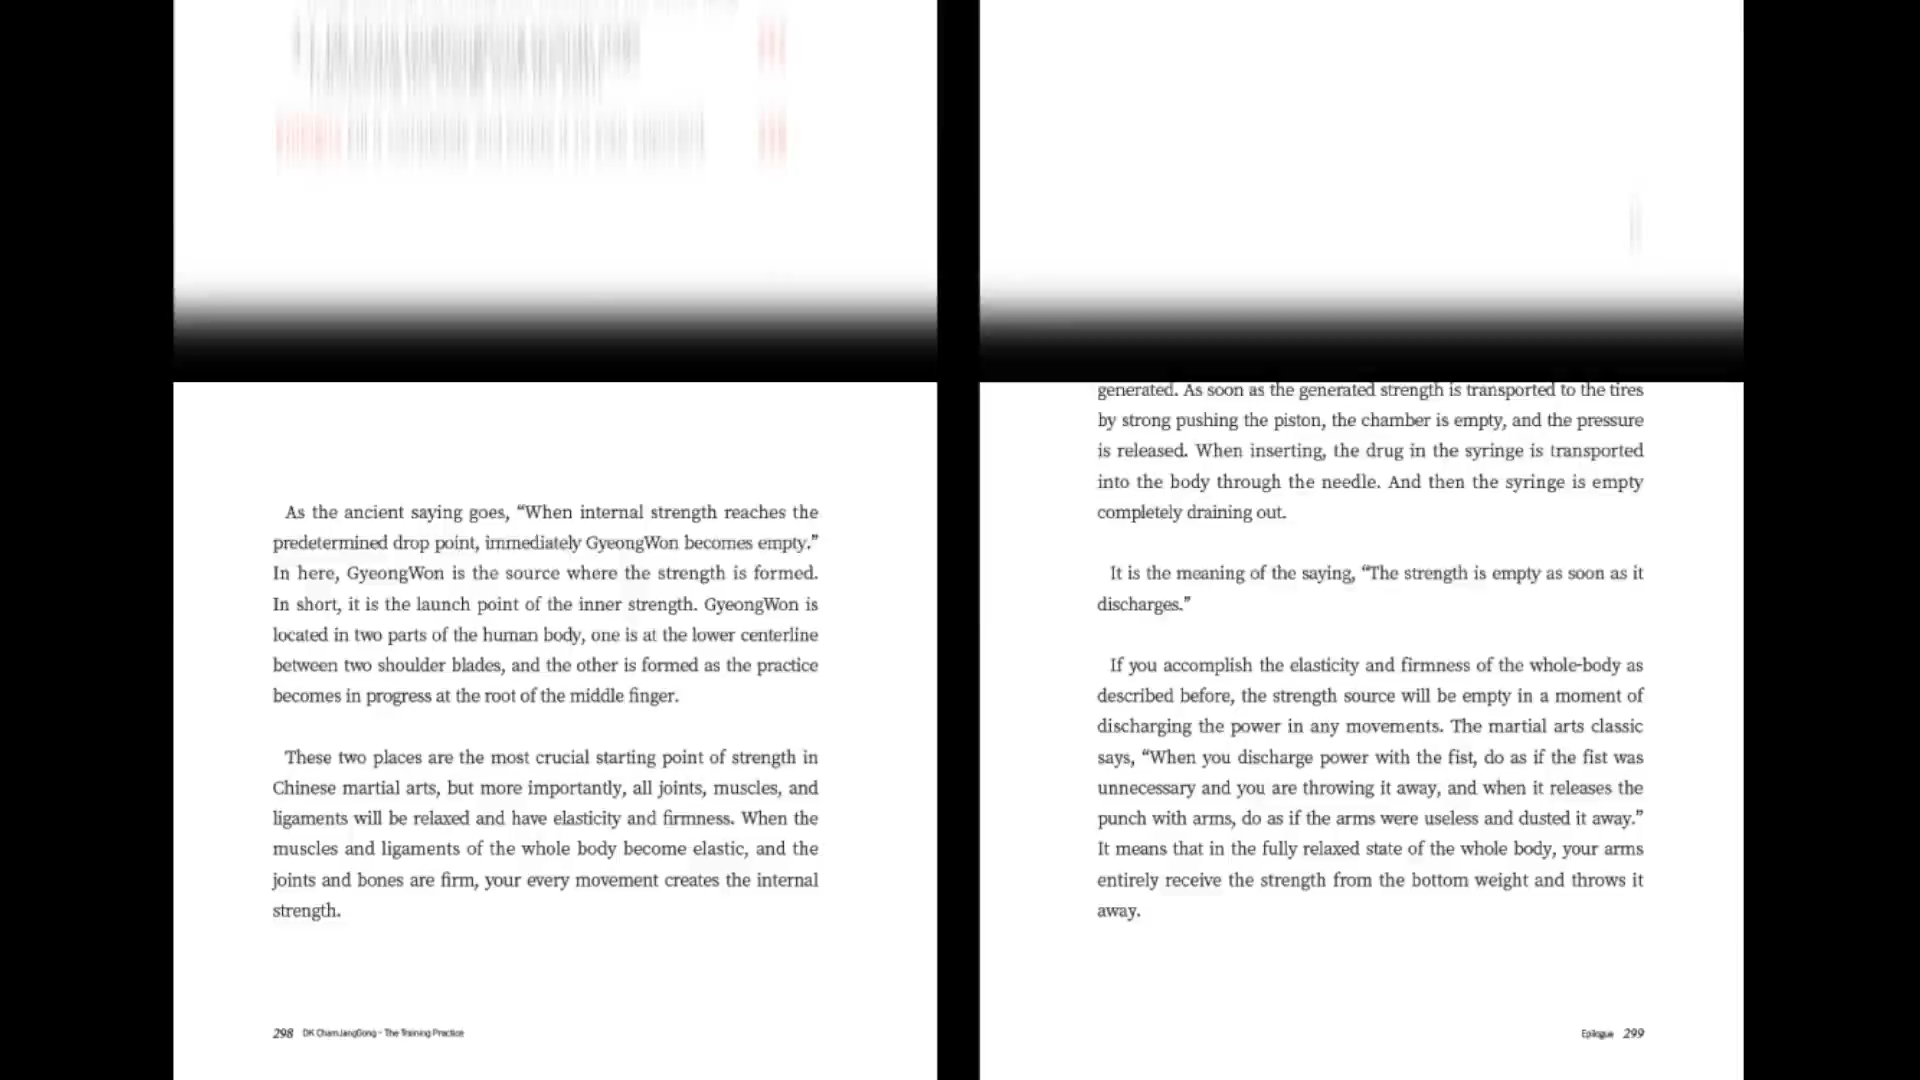 As the ancient saying goes, “When internal strength reaches the
predetermined drop point, immediately GyeongWon becomes empty.”
In here, GyeongWon is the source where the strength is formed.
In short, it is the launch point of the inner strength. GyeongWon is
located in two parts of the human body, one is at the lower centerline
between two shoulder blades, and the other is formed as the practice
becomes in progress at the root of the middle finger.
These two places are the most crucial starting point of strength in
Chinese martial arts, but more importantly, all joints, muscles, and
ligaments will be relaxed and have elasticity and firmness. When the
muscles and ligaments of the whole body become elastic, and the
joints and bones are firm, your every movement creates the internal
strength.
298 DK ChamJangGong - The Training Practice
generated. As soon as the generated strength is transported to the tires
by strong pushing the piston, the chamber is empty, and the pressure
is released. When inserting, the drug in the syringe is transported
into the body through the needle. And then the syringe is empty
completely draining out.
It is the meaning of the saying, “The strength is empty as soon as it
discharges.”
If you accomplish the elasticity and firmness of the whole-body as
described before, the strength source will be empty in a moment of
discharging the power in any movements. The martial arts classic
says, “When you discharge power with the fist, do as if the fist was
unnecessary and you are throwing it away, and when it releases the
punch with arms, do as if the arms were useless and dusted it away.”
It means that in the fully relaxed state of the whole body, your arms
entirely receive the strength from the bottom weight and throws it
away.
Epilogue 299